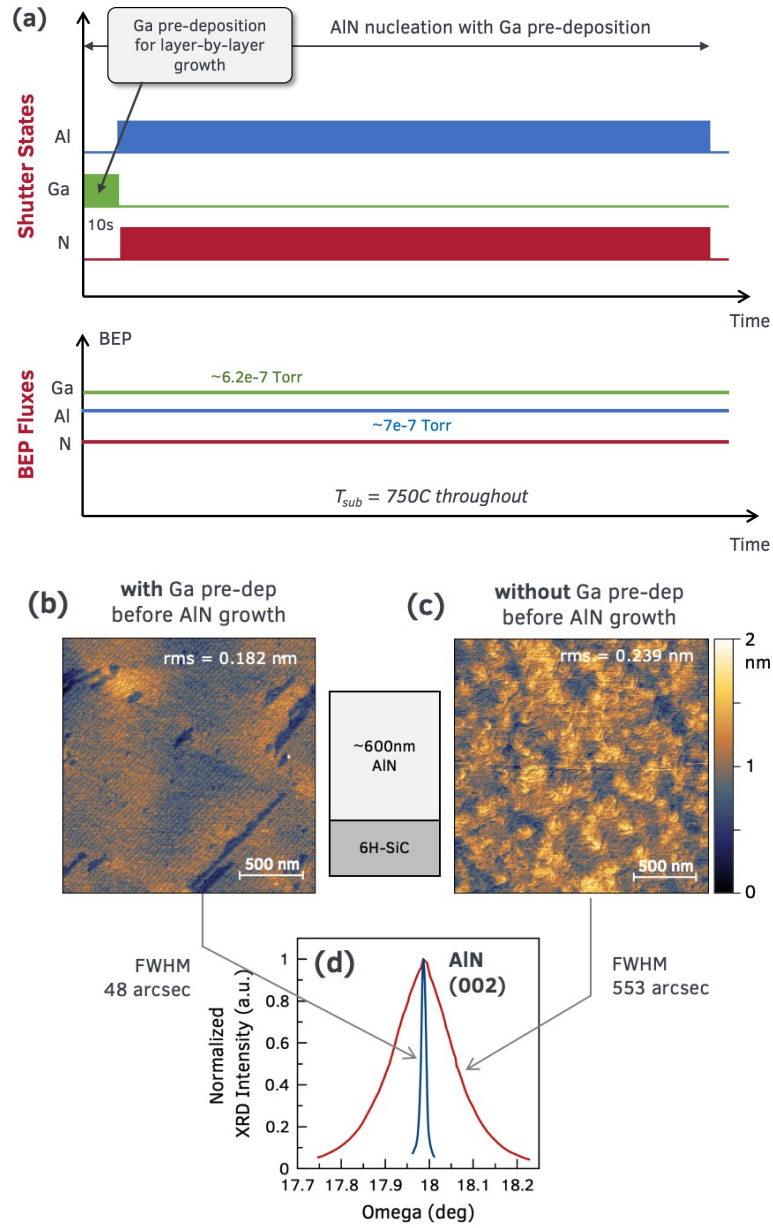 (a)
Ga pre-deposition
for layer-by-layer
growth
AlN nucleation with Ga pre-deposition
Shutter States
Al
Ga
10s
N
Time
BEP
BEP Fluxes
Ga
~6.2e-7 Torr
Al
~7e-7 Torr
N
T_sub = 750C throughout
Time
(b)
with Ga pre-dep
before AlN growth
(c)
without Ga pre-dep
before AlN growth
rms = 0.182 nm
500 nm
~600nm
AlN
6H-SiC
rms = 0.239 nm
500 nm
2
nm
1
0
FWHM
48 arcsec
FWHM
553 arcsec
(d)
AlN
(002)
Normalized
XRD Intensity (a.u.)
1
0.8
0.6
0.4
0.2
0
17.7 17.8 17.9 18 18.1 18.2
Omega (deg)